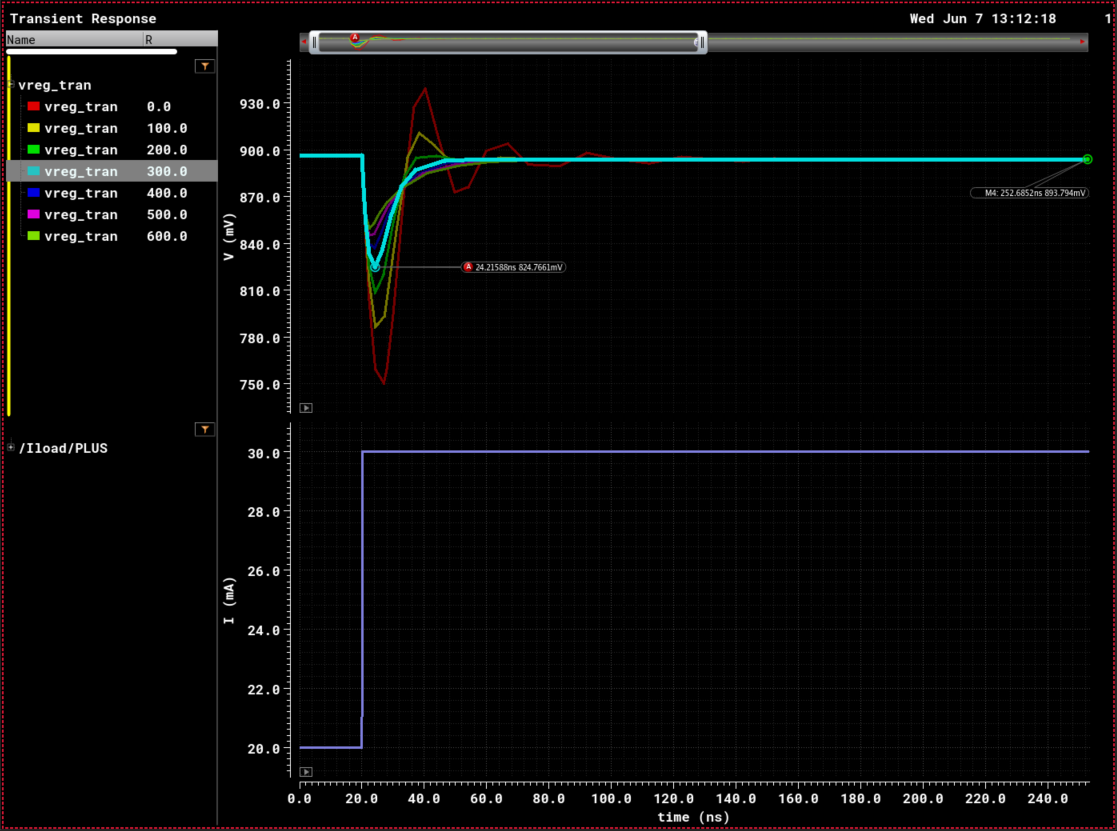 Transient Response
Wed Jun 7 13:12:18 1
Name R
vreg_tran
vreg_tran 0.0
vreg_tran 100.0
vreg_tran 200.0
vreg_tran 300.0
vreg_tran 400.0
vreg_tran 500.0
vreg_tran 600.0
930.0
900.0
870.0
840.0
810.0
780.0
750.0
V (mV)
A
M4: 252.6852ns 893.794mV
A 24.21588ns 824.7661mV
/Iload/PLUS
30.0
28.0
26.0
24.0
22.0
20.0
I (mA)
0.0 20.0 40.0 60.0 80.0 100.0 120.0 140.0 160.0 180.0 200.0 220.0 240.0
time (ns)